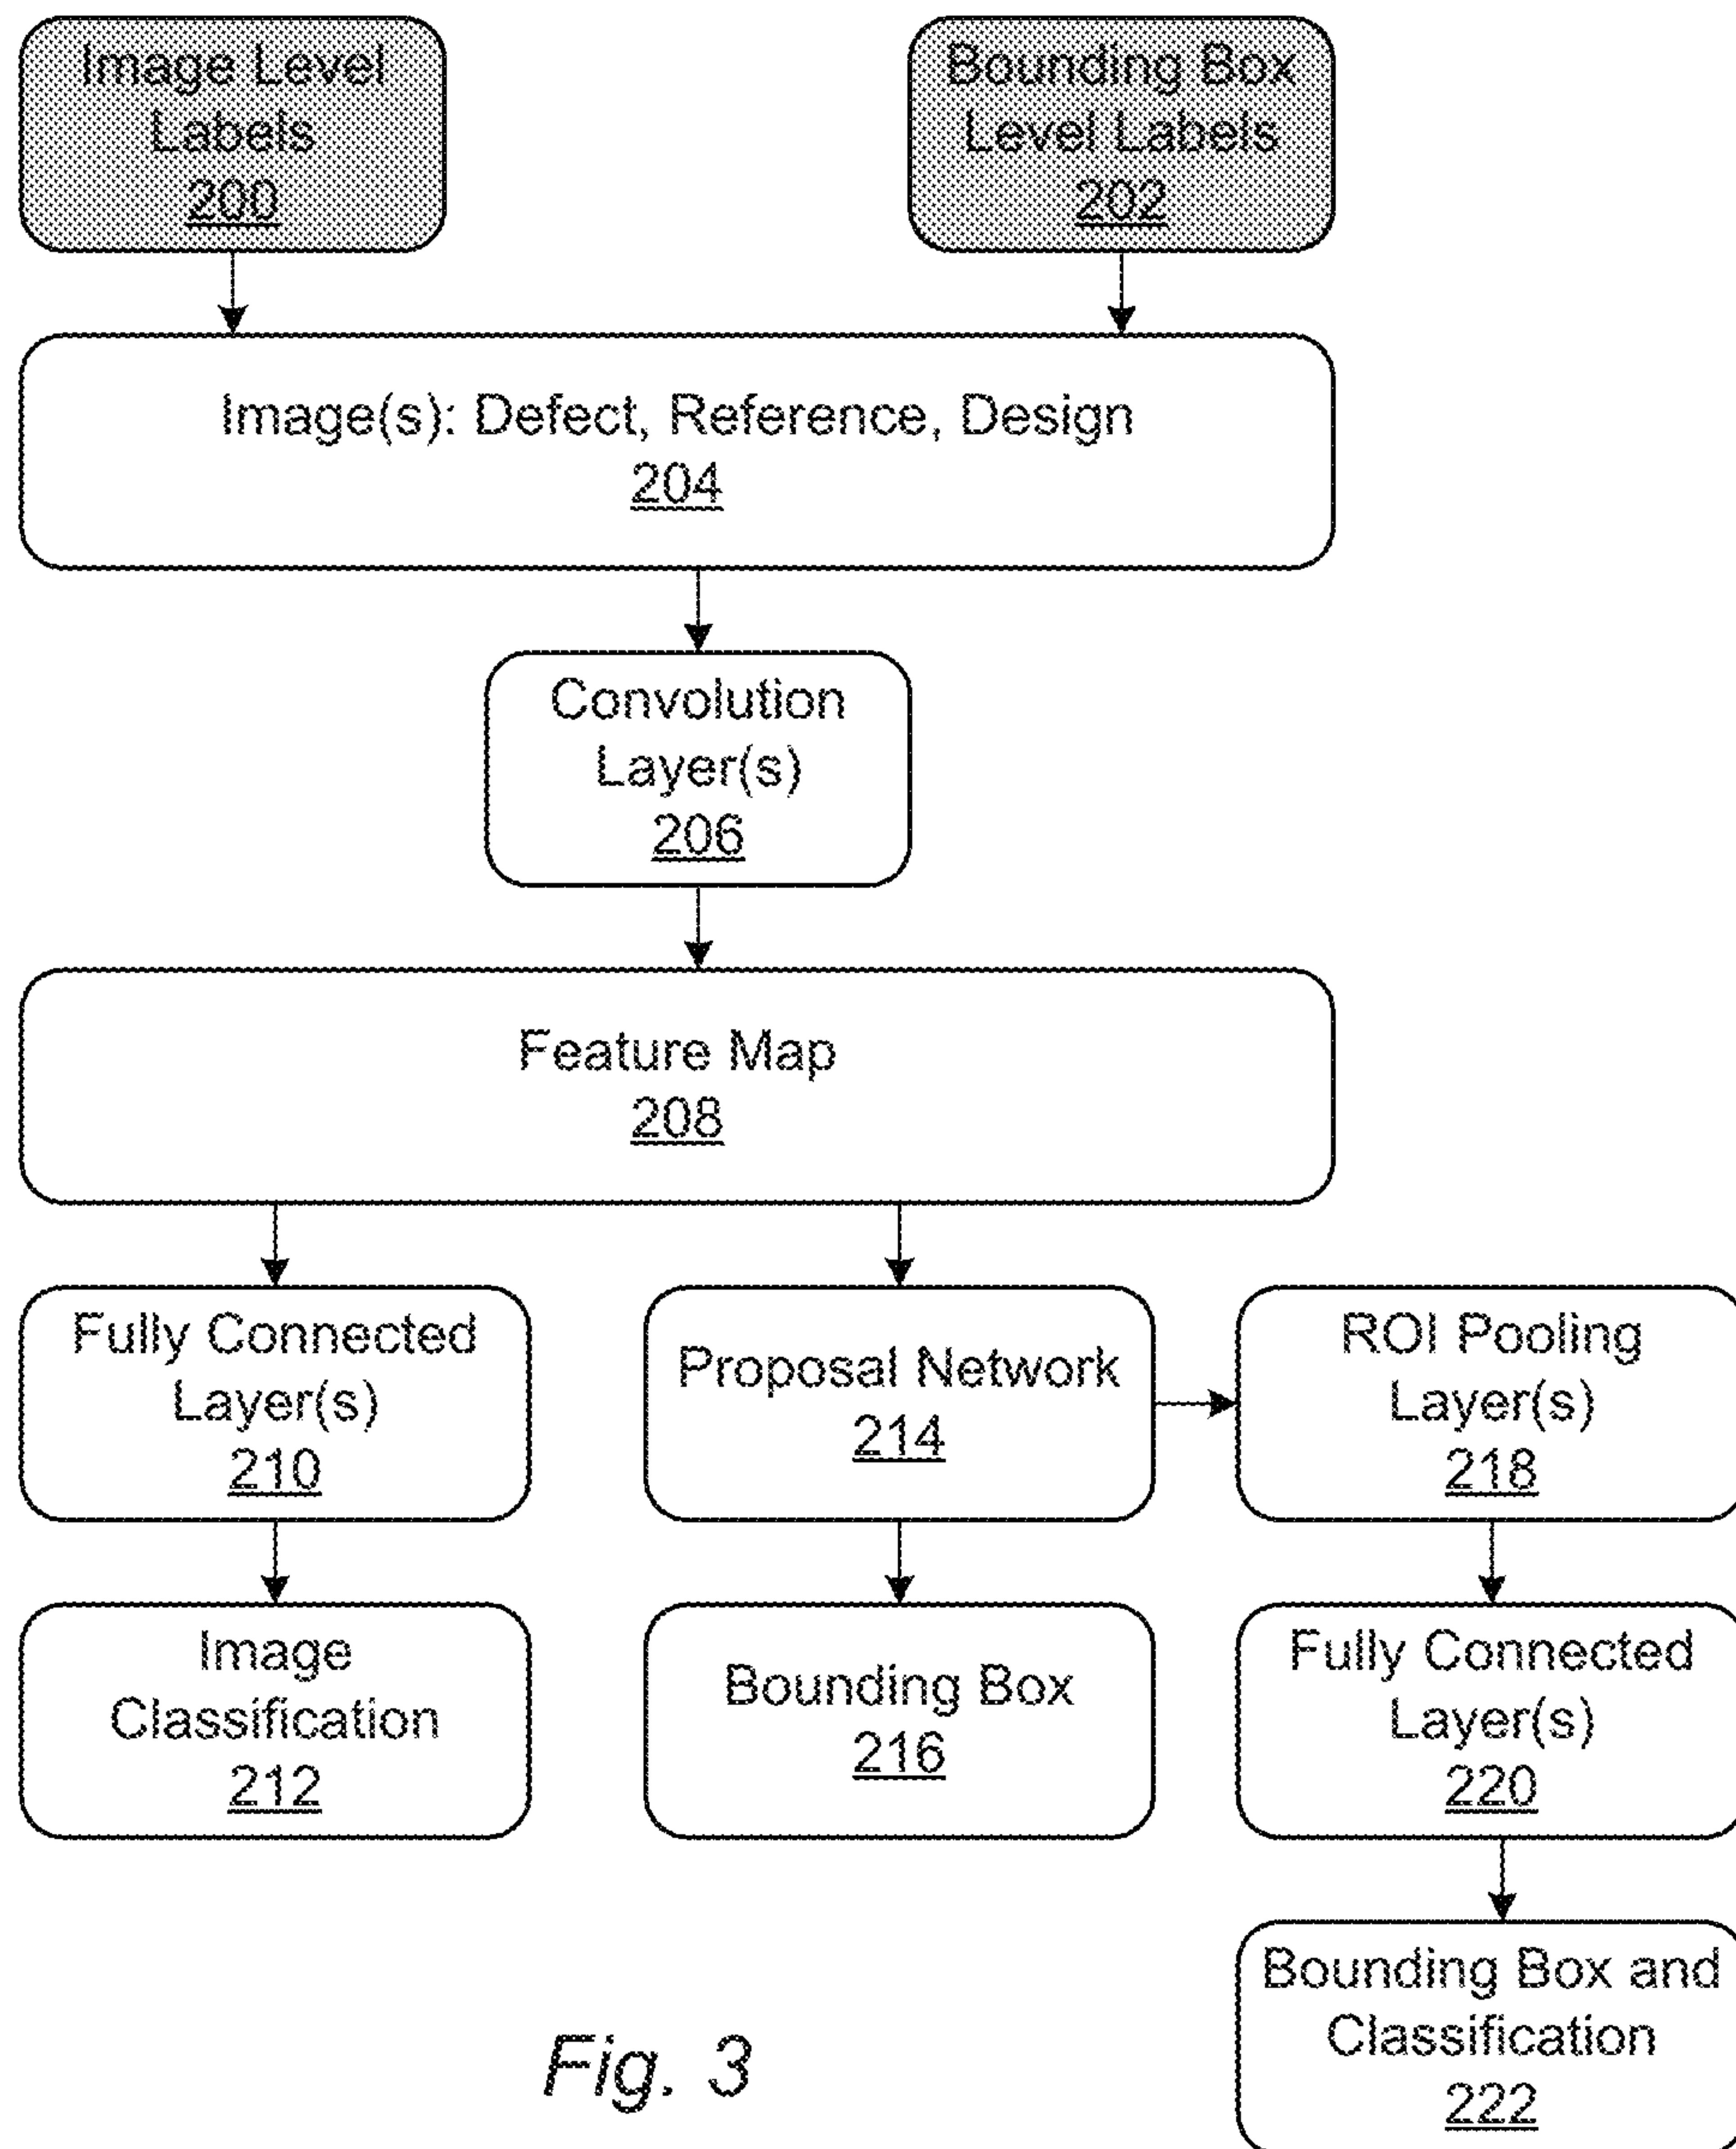 Image Level
Labels
200
Bounding Box
Level Labels
202
Image(s): Defect, Reference, Design
204
Convolution
Layer(s)
206
Feature Map
208
Fully Connected
Layer(s)
210
Proposal Network
214
ROI Pooling
Layer(s)
218
Image
Classification
212
Bounding Box
216
Fully Connected
Layer(s)
220
Bounding Box and
Classification
222
Fig. 3